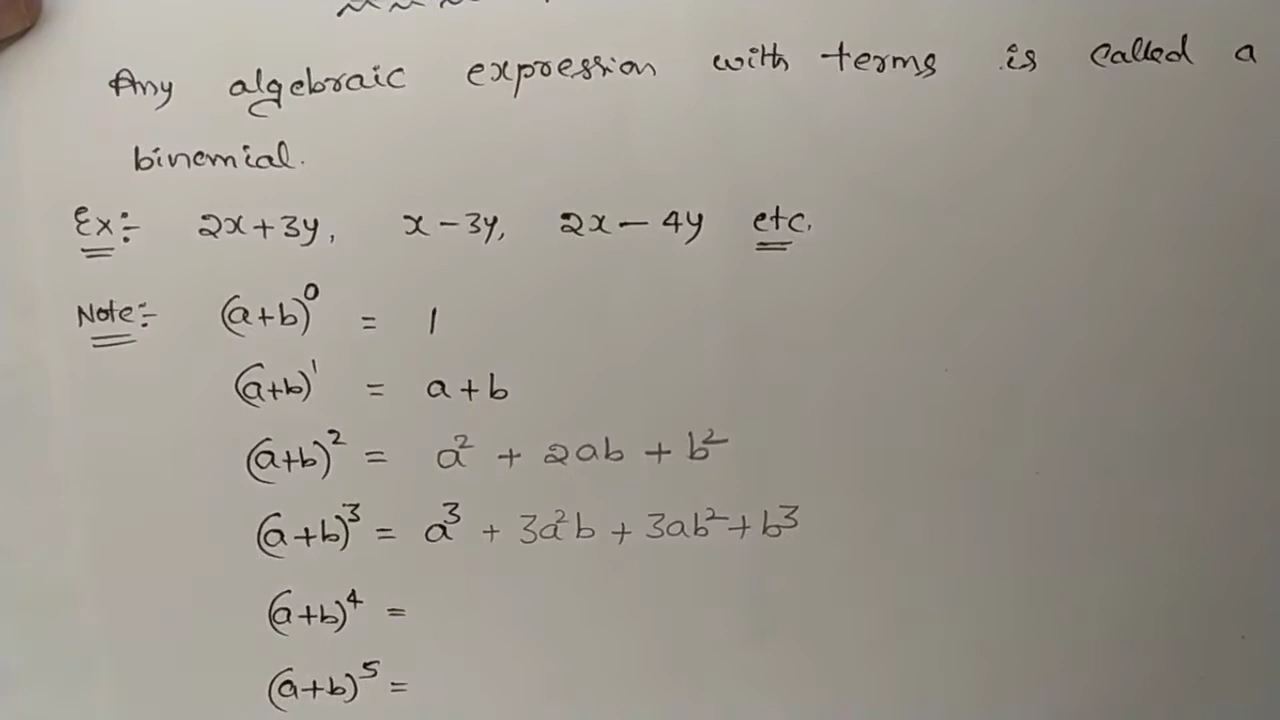 Any algebraic expression with terms is called a
binomial.
Ex:- 2x+3y, x-3y, 2x-4y etc.
Note:- (a+b)⁰ = 1
(a+b)¹ = a+b
(a+b)² = a² + 2ab + b²
(a+b)³ = a³ + 3a²b + 3ab² + b³
(a+b)⁴ =
(a+b)⁵ =